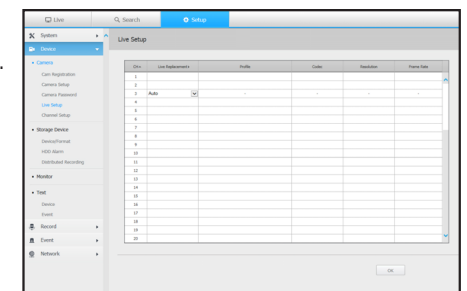 Live
Search
Setup
System
Device
Camera
Cam Registration
Camera Setup
Camera Password
Live Setup
Channel Setup
Storage Device
Device/Format
HDD Alarm
Distributed Recording
Monitor
Text
Device
Event
Record
Event
Network
Live Setup
CH Live Replacement Profile Codec Resolution Frame Rate
1
2
3 Auto - - - -
4
5
6
7
8
9
10
11
12
13
14
15
16
17
18
19
20
OK